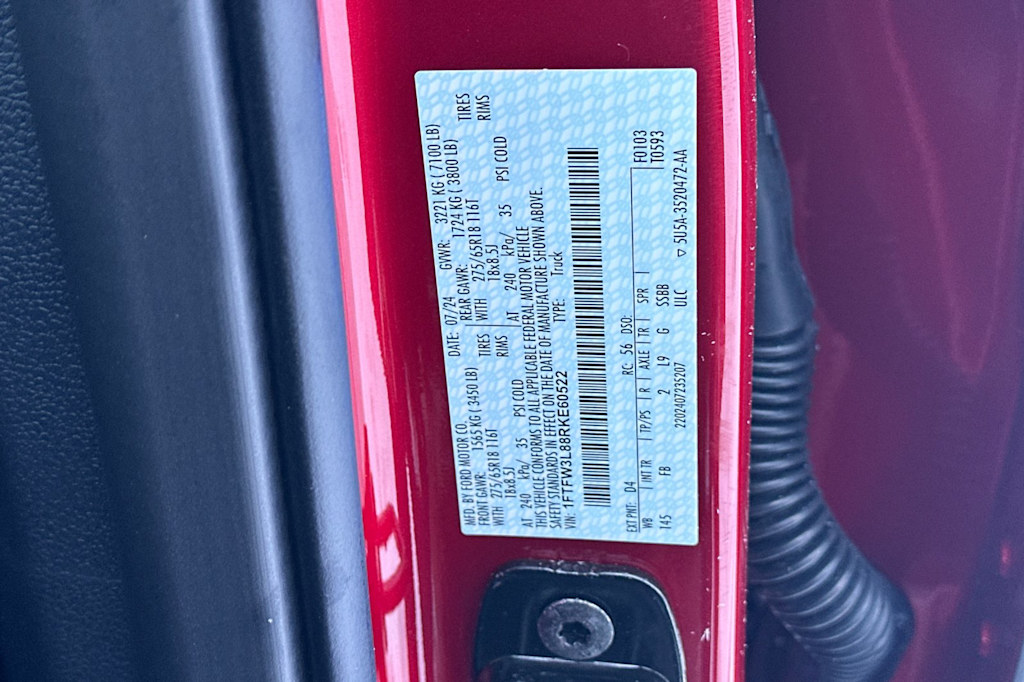 MFD. BY FORD MOTOR CO. DATE: 07/24 GVWR: 3221 KG ( 7100 LB)
FRONT GAWR: 1565 KG ( 3450 LB) REAR GAWR: 1724 KG ( 3800 LB)
WITH 275/65R18 116T TIRES WITH 275/65R18 116T TIRES
18x8.5J RIMS 18x8.5J RIMS
AT 240 kPa/ 35 PSI COLD AT 240 kPa/ 35 PSI COLD
THIS VEHICLE CONFORMS TO ALL APPLICABLE FEDERAL MOTOR VEHICLE
SAFETY STANDARDS IN EFFECT ON THE DATE OF MANUFACTURE SHOWN ABOVE.
VIN: 1FTFW3L88RKE60522 TYPE: Truck
EXT PNT: D4 RC: 56 DSO: F0103
WB INT TR TP/PS R AXLE TR SPR T0593
145 FB 2 L9 G SSBB
2202407235207 ULC ▽ 5U5A-3520472-AA